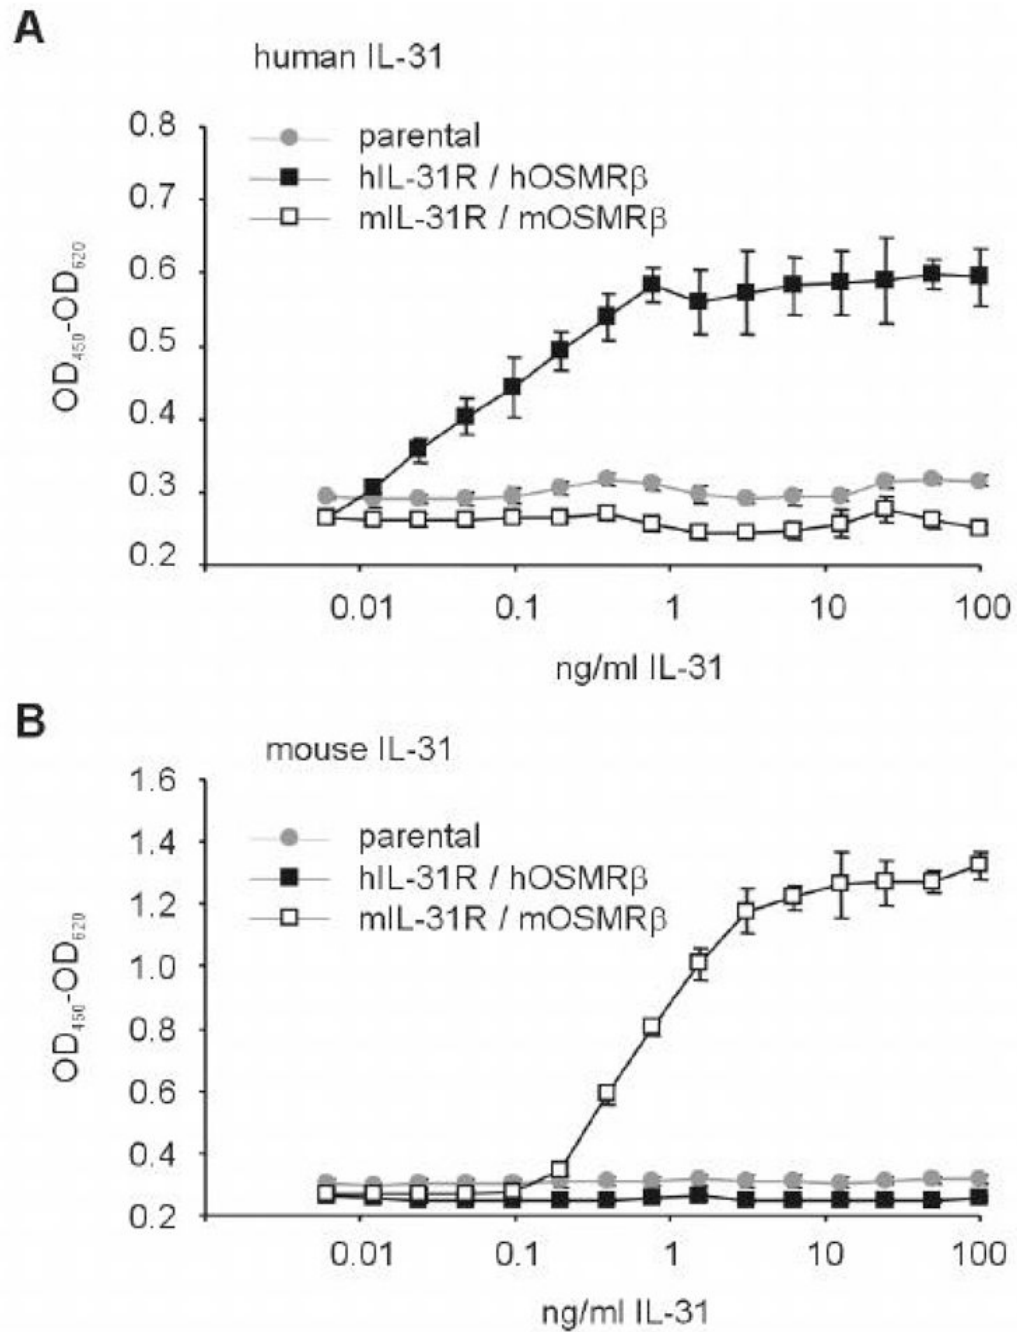 A
human IL-31
0.8
0.7
0.6
0.5
0.4
0.3
0.2
OD450-OD620
parental
hIL-31R / hOSMRβ
mIL-31R / mOSMRβ
0.01 0.1 1 10 100
ng/ml IL-31
B
mouse IL-31
1.6
1.4
1.2
1.0
0.8
0.6
0.4
0.2
OD450-OD620
parental
hIL-31R / hOSMRβ
mIL-31R / mOSMRβ
0.01 0.1 1 10 100
ng/ml IL-31